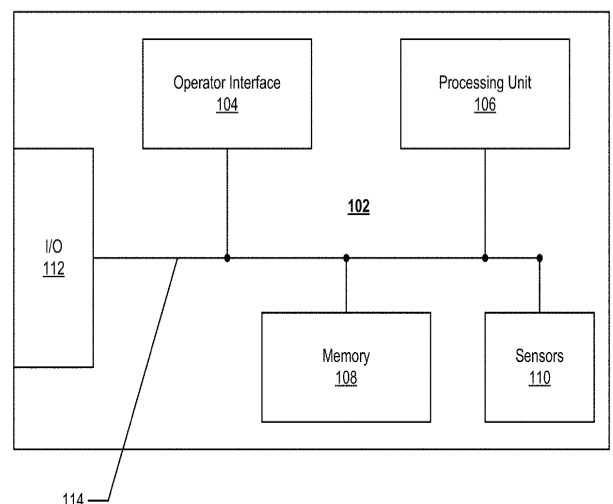 Operator Interface
104
Processing Unit
106
102
I/O
112
Memory
108
Sensors
110
114